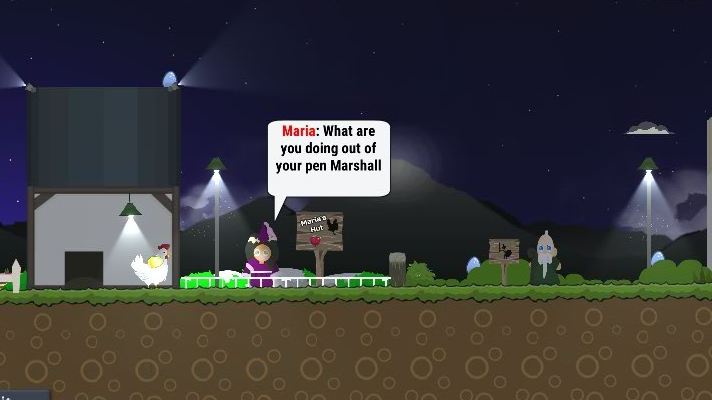 Maria: What are
you doing out of
your pen Marshall
Maria's
Hut